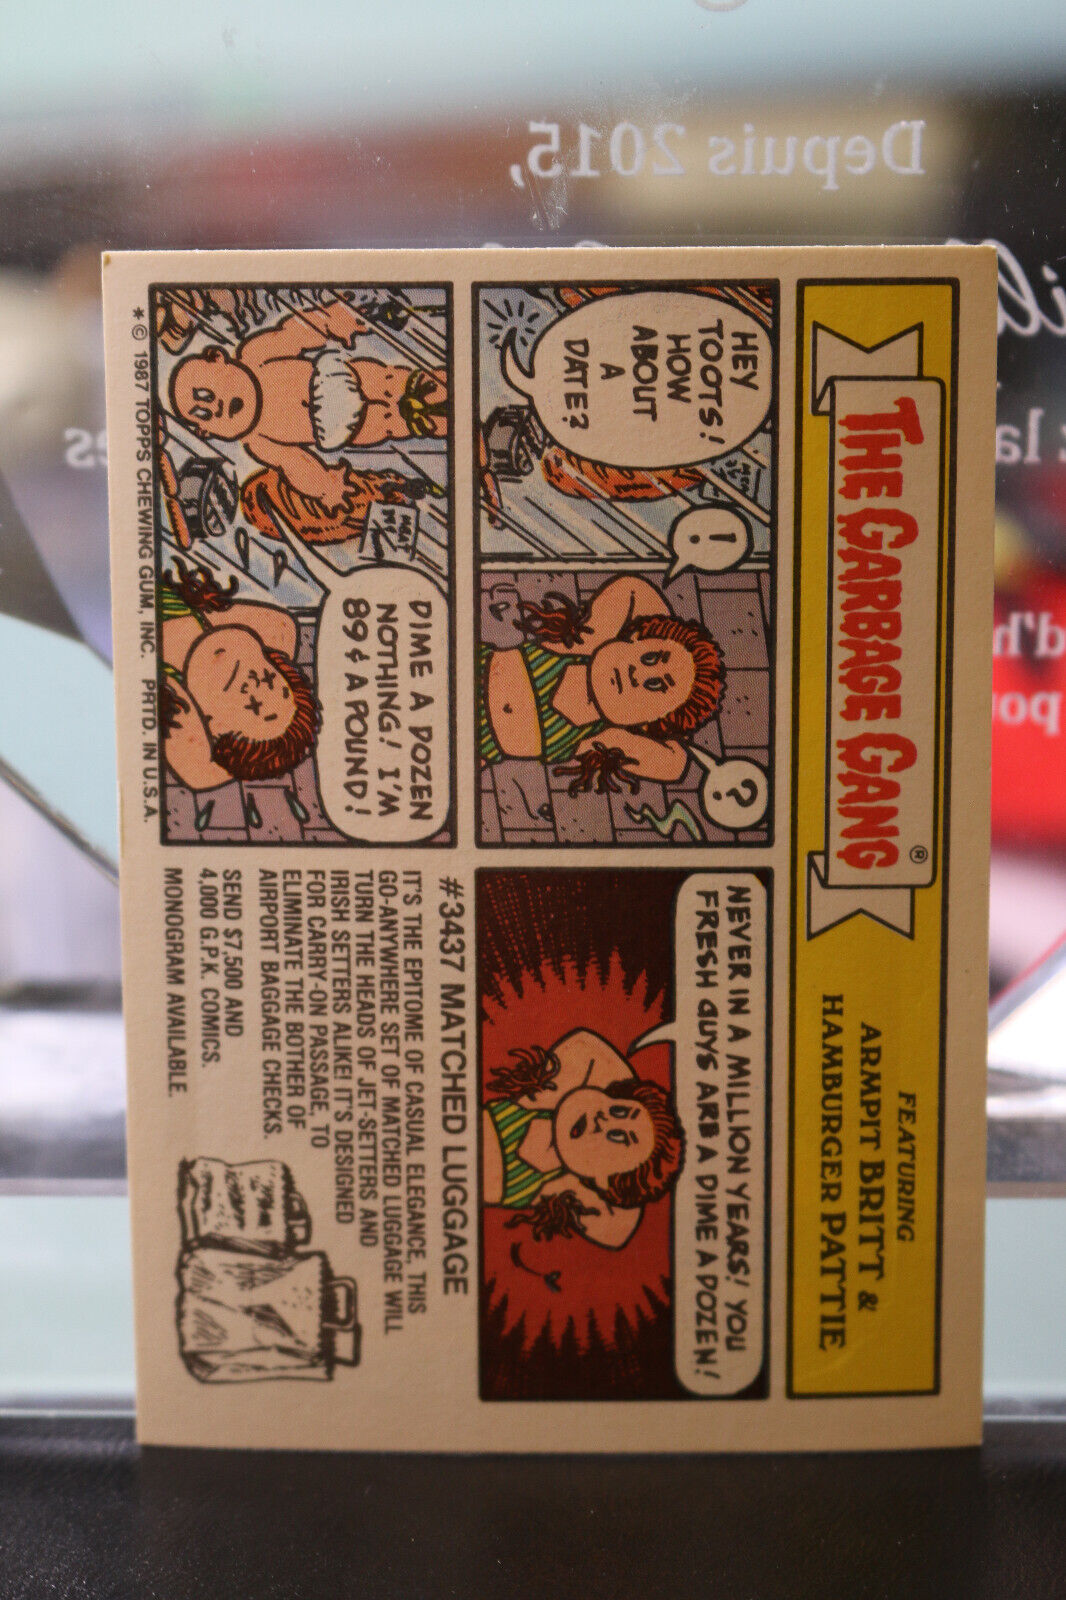 Depuis 2015,
THE GARBAGE GANG®
FEATURING
ARMPIT BRITT &
HAMBURGER PATTIE
HEY
TOOTS!
HOW
ABOUT
A
DATE?
!
?
NEVER IN A MILLION YEARS! YOU
FRESH GUYS ARE A DIME A DOZEN!
DIME A DOZEN
NOTHING! I'M
89¢ A POUND!
MEAT
#3437 MATCHED LUGGAGE
IT'S THE EPITOME OF CASUAL ELEGANCE, THIS
GO-ANYWHERE SET OF MATCHED LUGGAGE WILL
TURN THE HEADS OF JET-SETTERS AND
IRISH SETTERS ALIKE! IT'S DESIGNED
FOR CARRY-ON PASSAGE, TO
ELIMINATE THE BOTHER OF
AIRPORT BAGGAGE CHECKS.
SEND $7,500 AND
4,000 G.P.K. COMICS.
MONOGRAM AVAILABLE.
* © 1987 TOPPS CHEWING GUM, INC. PRTD. IN U.S.A.